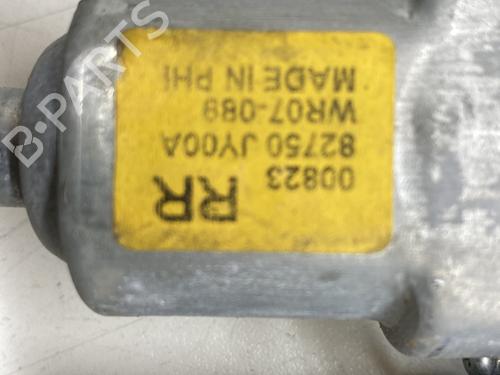 RR
00823
82750 JY00A
WR07-089
MADE IN PHI
B-PARTS